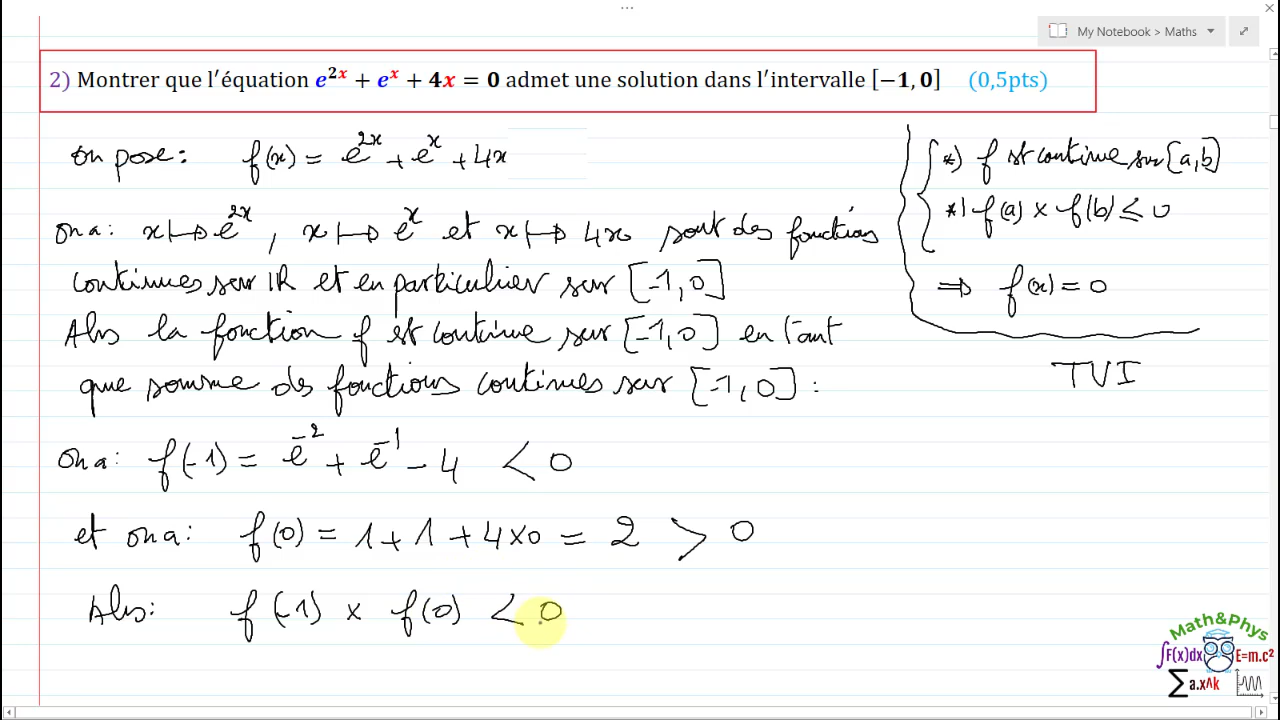 My Notebook > Maths
2) Montrer que l'équation e^{2x} + e^x + 4x = 0 admet une solution dans l'intervalle [−1, 0] (0,5pts)
on pose : f(x) = e^{2x} + e^x + 4x
on a : x ↦ e^{2x} , x ↦ e^x et x ↦ 4x sont des fonctions
continues sur IR et en particulier sur [-1,0]
Alors la fonction f est continue sur [-1,0] en tant
que somme des fonctions continues sur [-1,0] :
on a : f(-1) = e^{-2} + e^{-1} - 4 < 0
et on a : f(0) = 1 + 1 + 4×0 = 2 > 0
Alors : f(-1) × f(0) < 0
*) f est continue sur [a,b]
*) f(a) × f(b) ≤ 0
⟹ f(x) = 0
TVI
Math&Phys
∫F(x)dx E=m.c²
∑ a.x^k